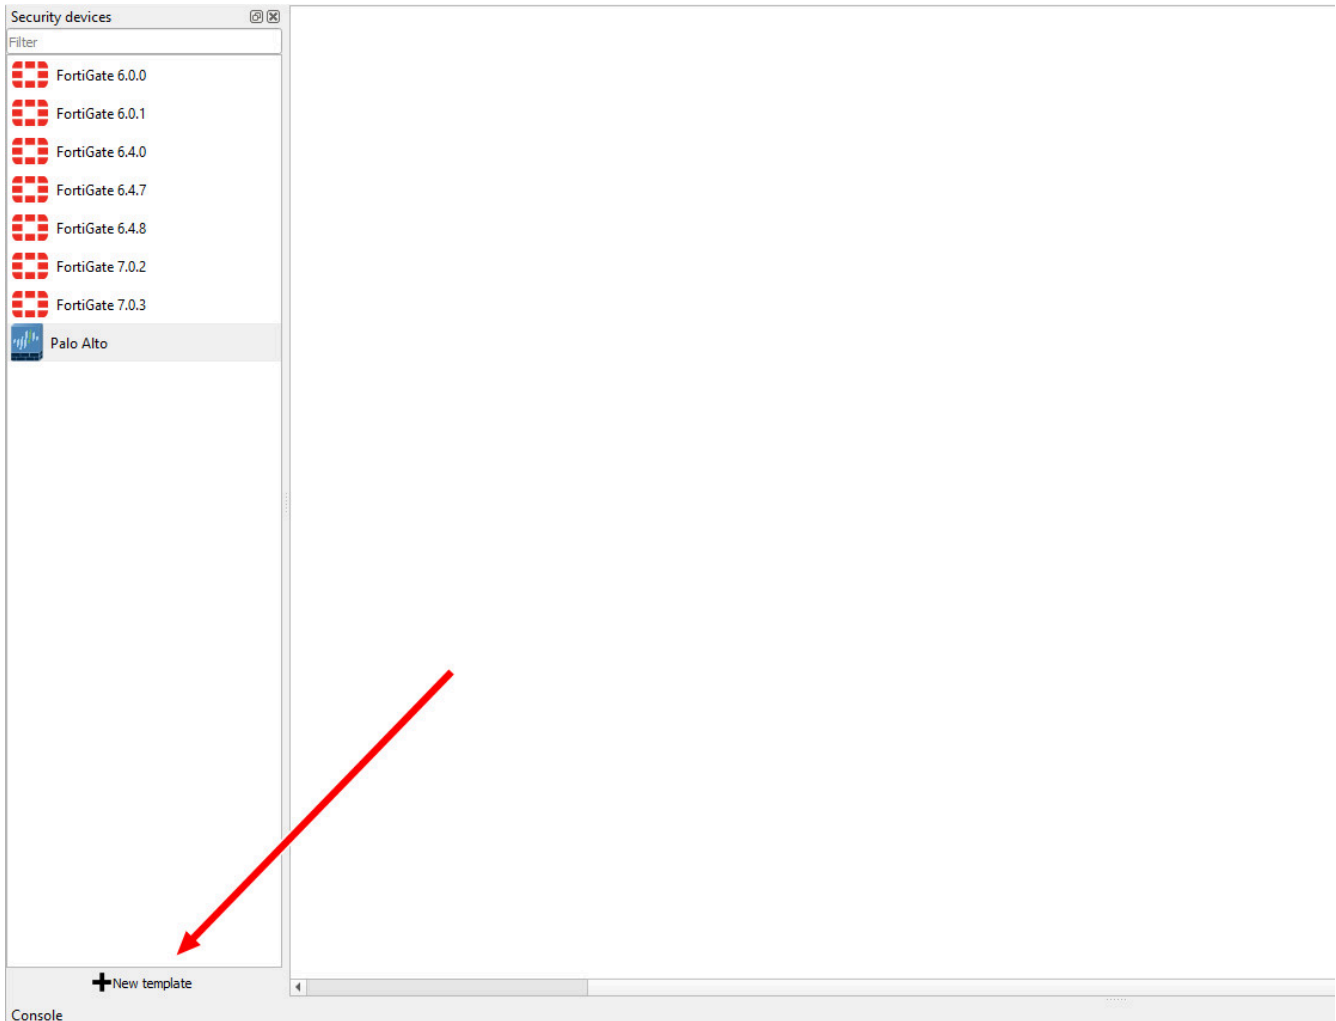 Security devices
Filter
FortiGate 6.0.0
FortiGate 6.0.1
FortiGate 6.4.0
FortiGate 6.4.7
FortiGate 6.4.8
FortiGate 7.0.2
FortiGate 7.0.3
Palo Alto
New template
Console